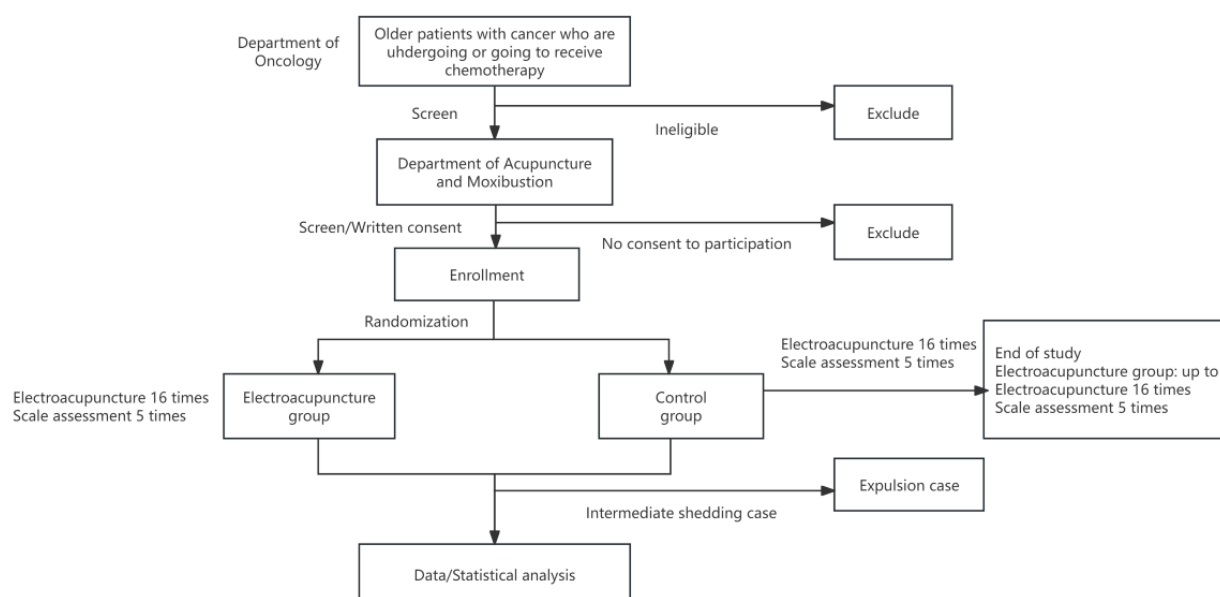 Department of
Oncology
Older patients with cancer who are
uhdergoing or going to receive
chemotherapy
Screen
Ineligible
Exclude
Department of Acupuncture
and Moxibustion
Screen/Written consent
No consent to participation
Exclude
Enrollment
Randomization
Electroacupuncture 16 times
Scale assessment 5 times
Electroacupuncture
group
Control
group
Electroacupuncture 16 times
Scale assessment 5 times
End of study
Electroacupuncture group: up to
Electroacupuncture 16 times
Scale assessment 5 times
Intermediate shedding case
Expulsion case
Data/Statistical analysis